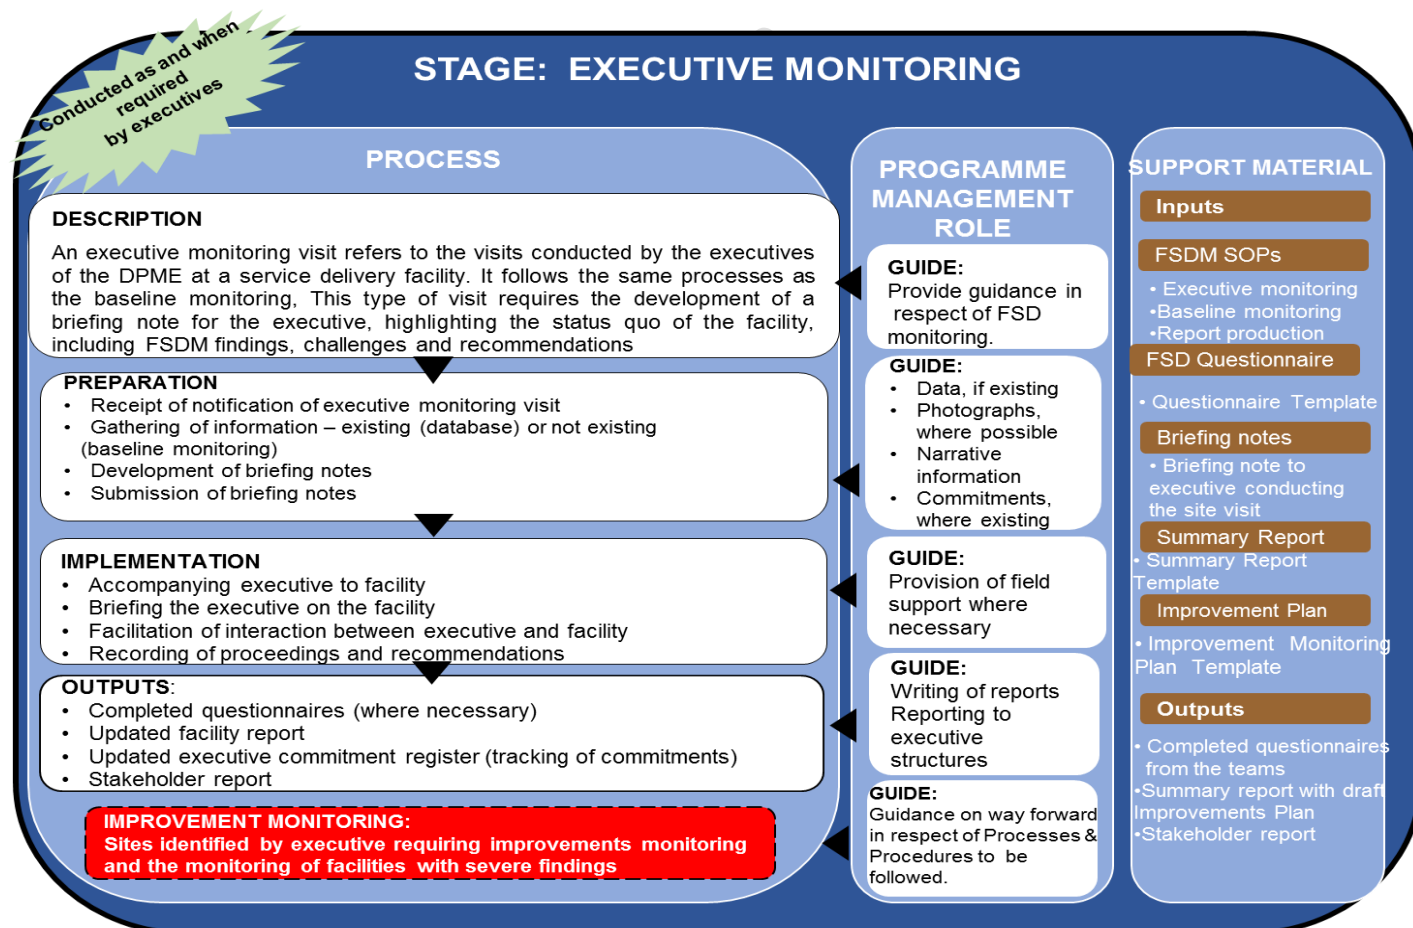 Conducted as and when
required
by executives
STAGE:  EXECUTIVE MONITORING
PROCESS
DESCRIPTION
An executive monitoring visit refers to the visits conducted by the executives
of the DPME at a service delivery facility. It follows the same processes as
the baseline monitoring, This type of visit requires the development of a
briefing note for the executive, highlighting the status quo of the facility,
including FSDM findings, challenges and recommendations
PREPARATION
• Receipt of notification of executive monitoring visit
• Gathering of information – existing (database) or not existing
(baseline monitoring)
• Development of briefing notes
• Submission of briefing notes
IMPLEMENTATION
• Accompanying executive to facility
• Briefing the executive on the facility
• Facilitation of interaction between executive and facility
• Recording of proceedings and recommendations
OUTPUTS:
• Completed questionnaires (where necessary)
• Updated facility report
• Updated executive commitment register (tracking of commitments)
• Stakeholder report
IMPROVEMENT MONITORING:
Sites identified by executive requiring improvements monitoring
and the monitoring of facilities with severe findings
PROGRAMME
MANAGEMENT
ROLE
GUIDE:
Provide guidance in
respect of FSD
monitoring.
GUIDE:
• Data, if existing
• Photographs,
where possible
• Narrative
information
• Commitments,
where existing
GUIDE:
Provision of field
support where
necessary
GUIDE:
Writing of reports
Reporting to
executive
structures
GUIDE:
Guidance on way forward
in respect of Processes &
Procedures to be
followed.
SUPPORT MATERIAL
Inputs
FSDM SOPs
• Executive monitoring
•Baseline monitoring
•Report production
FSD Questionnaire
• Questionnaire Template
Briefing notes
• Briefing note to
executive conducting
the site visit
Summary Report
• Summary Report
Template
Improvement Plan
• Improvement Monitoring
Plan Template
Outputs
• Completed questionnaires
from the teams
•Summary report with draft
Improvements Plan
•Stakeholder report